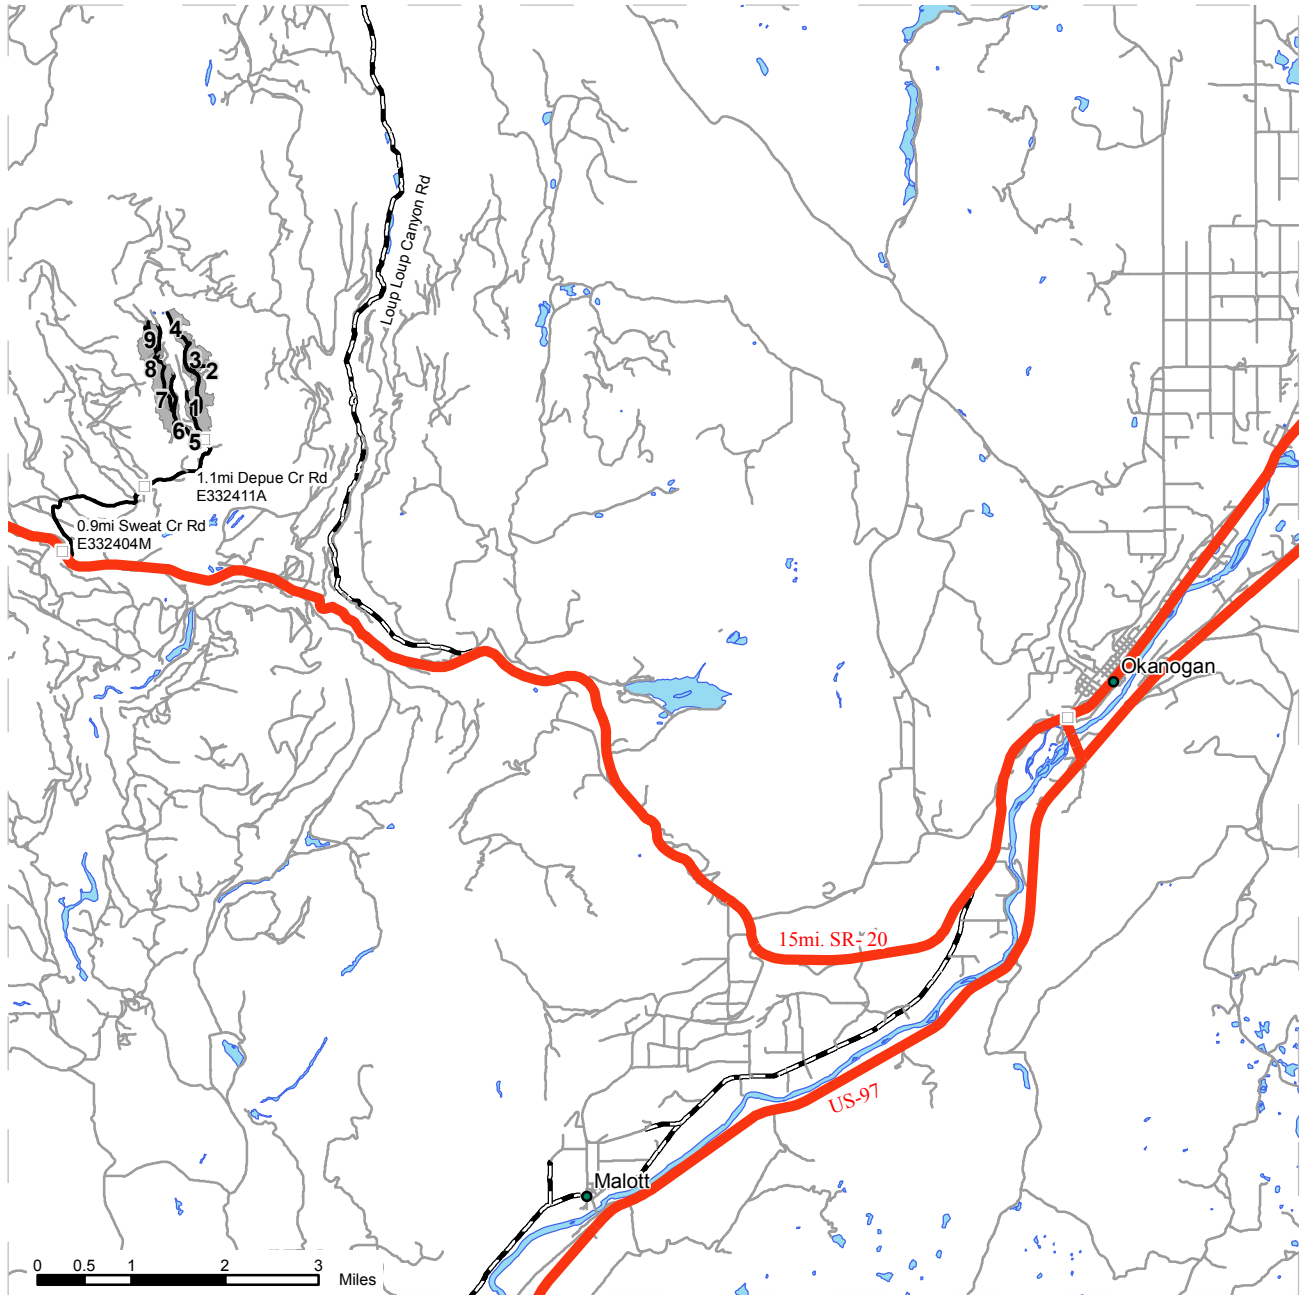 Loup Loup Canyon Rd
4
9
3
2
8
7
1
6
5
1.1mi Depue Cr Rd
E332411A
0.9mi Sweat Cr Rd
E332404M
Okanogan
15mi. SR- 20
US-97
Malott
0 0.5 1 2 3
Miles